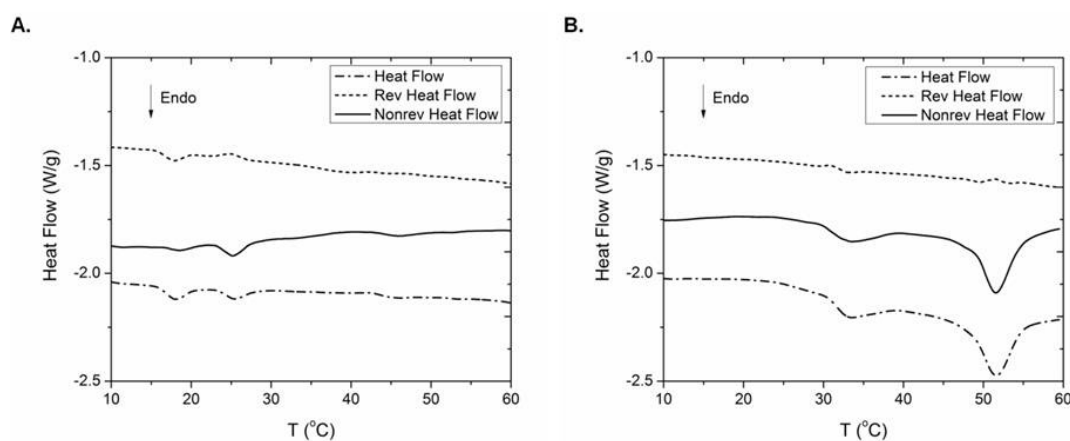 A.
-1.0
-1.5
-2.0
-2.5
Heat Flow (W/g)
Endo
Heat Flow
Rev Heat Flow
Nonrev Heat Flow
10 20 30 40 50 60
T (°C)
B.
-1.0
-1.5
-2.0
-2.5
Heat Flow (W/g)
Endo
Heat Flow
Rev Heat Flow
Nonrev Heat Flow
10 20 30 40 50 60
T (°C)